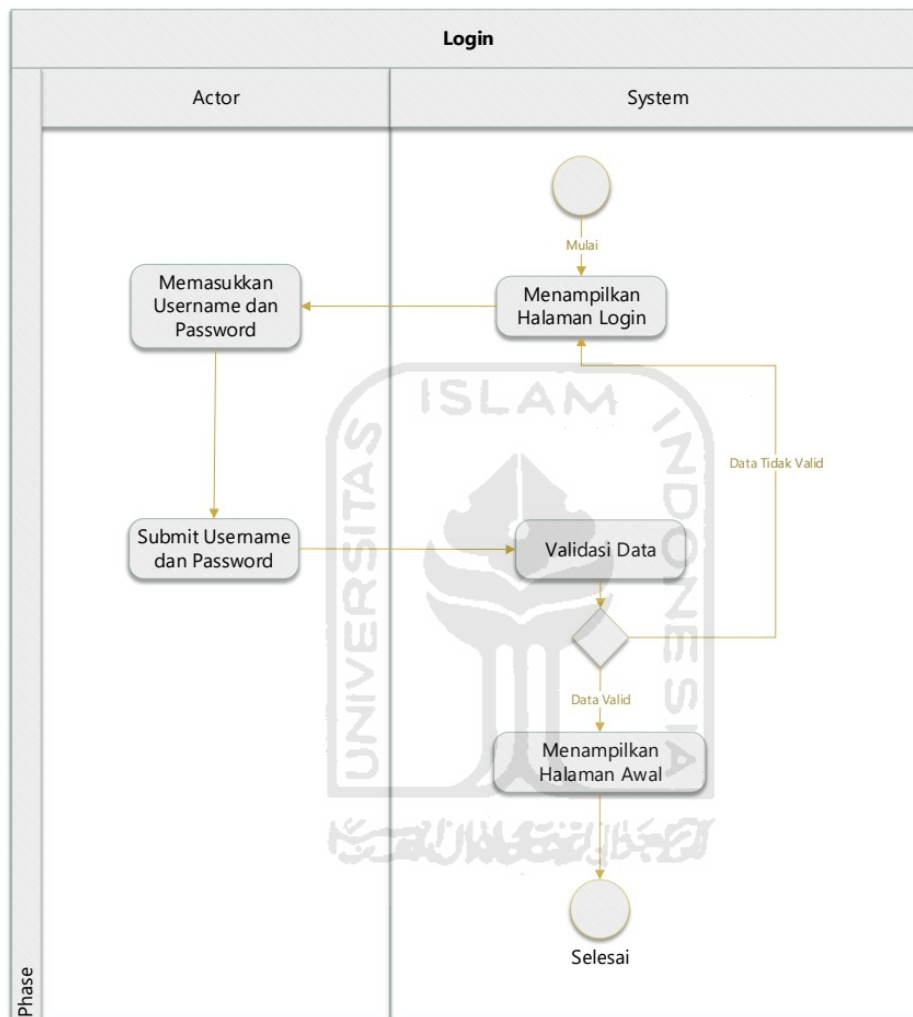 Login
Actor
System
Mulai
Memasukkan
Username dan
Password
Menampilkan
Halaman Login
ISLAM
UNIVERSITAS
INDONESIA
Data Tidak Valid
Submit Username
dan Password
Validasi Data
Data Valid
Menampilkan
Halaman Awal
Selesai
Phase